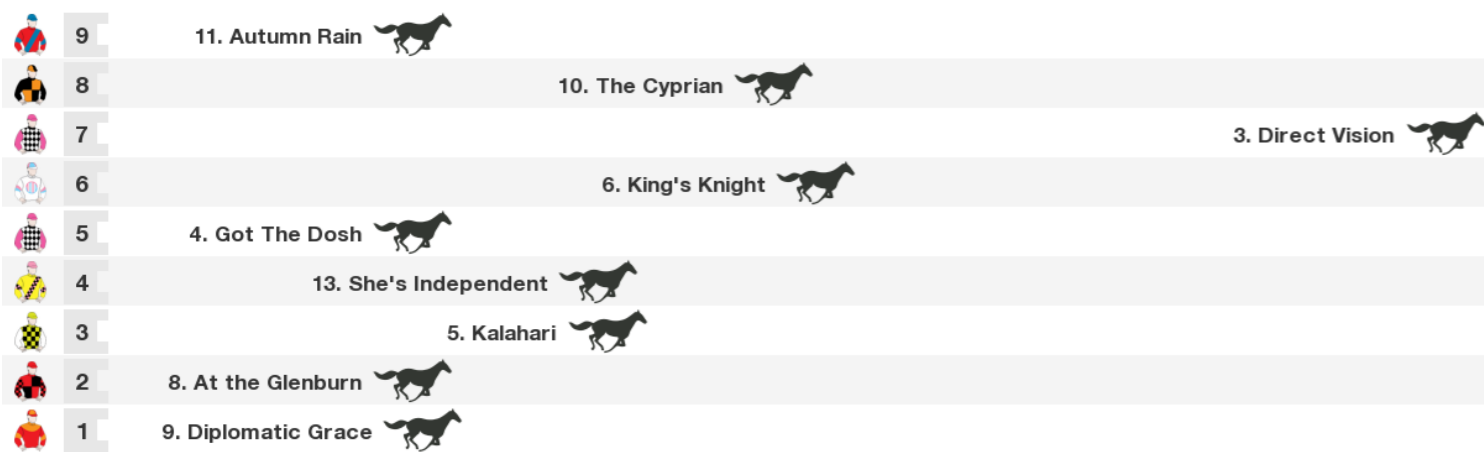 9 11. Autumn Rain
8 10. The Cyprian
7 3. Direct Vision
6 6. King's Knight
5 4. Got The Dosh
4 13. She's Independent
3 5. Kalahari
2 8. At the Glenburn
1 9. Diplomatic Grace